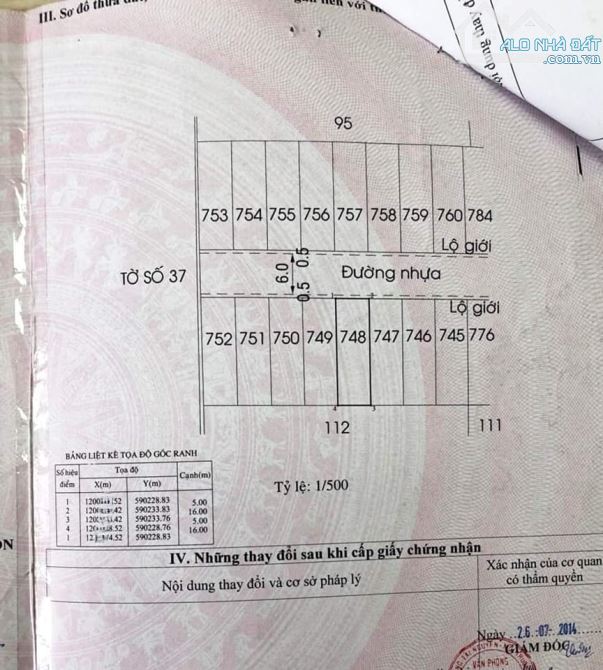 III. Sơ đồ thửa đất,
liền với
ALO NHÀ ĐẤT
.com.vn
95
753 754 755 756 757 758 759 760 784
Lộ giới
TỜ SỐ 37
6.0
0.5
0.5
Đường nhựa
Lộ giới
752 751 750 749 748 747 746 745 776
4 3
112
111
BẢNG LIỆT KÊ TỌA ĐỘ GÓC RANH
Số hiệu điểm
Tọa độ
Cạnh(m)
X(m) Y(m)
1 590228.83
5.00
2 590233.83
16.00
3 590233.76
5.00
4 590228.76
16.00
1 590228.83
Tỷ lệ: 1/500
IV. Những thay đổi sau khi cấp giấy chứng nhận
Nội dung thay đổi và cơ sở pháp lý
Xác nhận của cơ quan
có thẩm quyền
Ngày 26-07-2014
GIÁM ĐỐC
VĂN PHÒNG